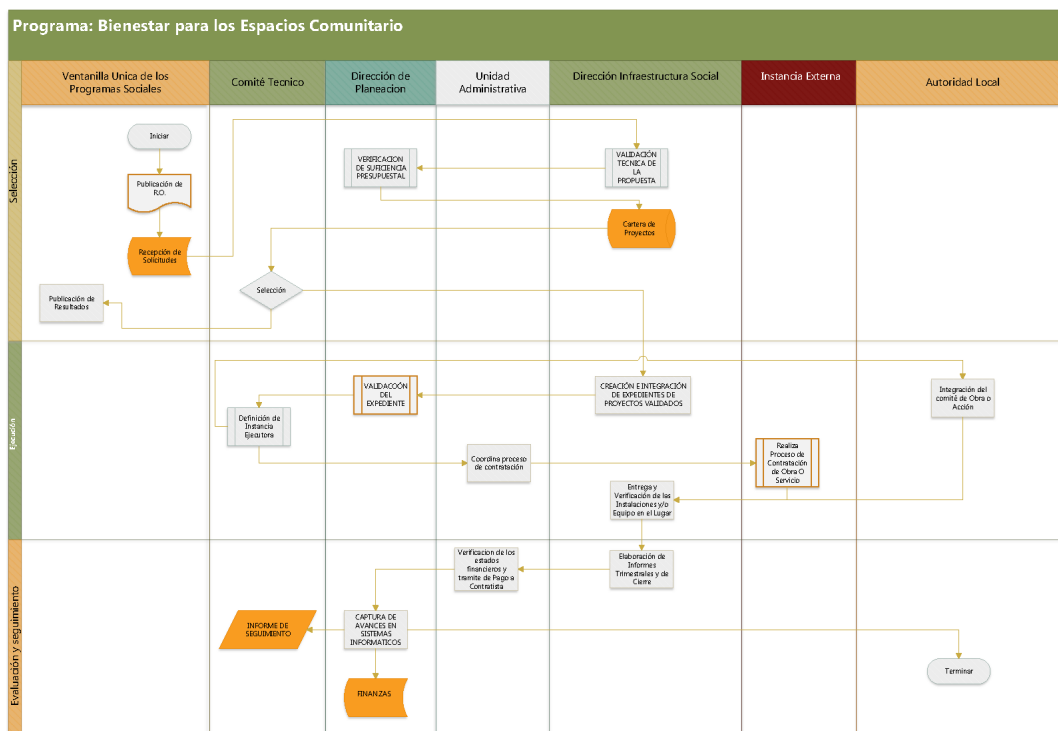 Programa: Bienestar para los Espacios Comunitario
Ventanilla Unica de los
Programas Sociales
Comité Tecnico
Dirección de
Planeacion
Unidad
Administrativa
Dirección Infraestructura Social
Instancia Externa
Autoridad Local
Selección
Iniciar
Publicación de
R.O.
Recepción de
Solicitudes
VERIFICACION
DE SUFICIENCIA
PRESUPUESTAL
VALIDACIÓN
TECNICA DE
LA
PROPUESTA
Cartera de
Proyectos
Selección
Publicación de
Resultados
Ejecución
VALIDACCÓN
DEL
EXPEDIENTE
CREACIÓN E INTEGRACIÓN
DE EXPEDIENTES DE
PROYECTOS VALIDADOS
Integración del
comité de Obra o
Acción
Definición de
Instancia
Ejecutora
Coordina proceso
de contratación
Realiza
Proceso de
Contratación
de Obra O
Servicio
Entrega y
Verificación de las
Instalaciones y/o
Equipo en el Lugar
Evaluación y seguimiento
Verificacion de los
estados
financieros y
tramite de Pago a
Contratista
Elaboración de
Informes
Trimestrales y de
Cierre
INFORME DE
SEGUIMIENTO
CAPTURA DE
AVANCES EN
SISTEMAS
INFORMATICOS
Terminar
FINANZAS